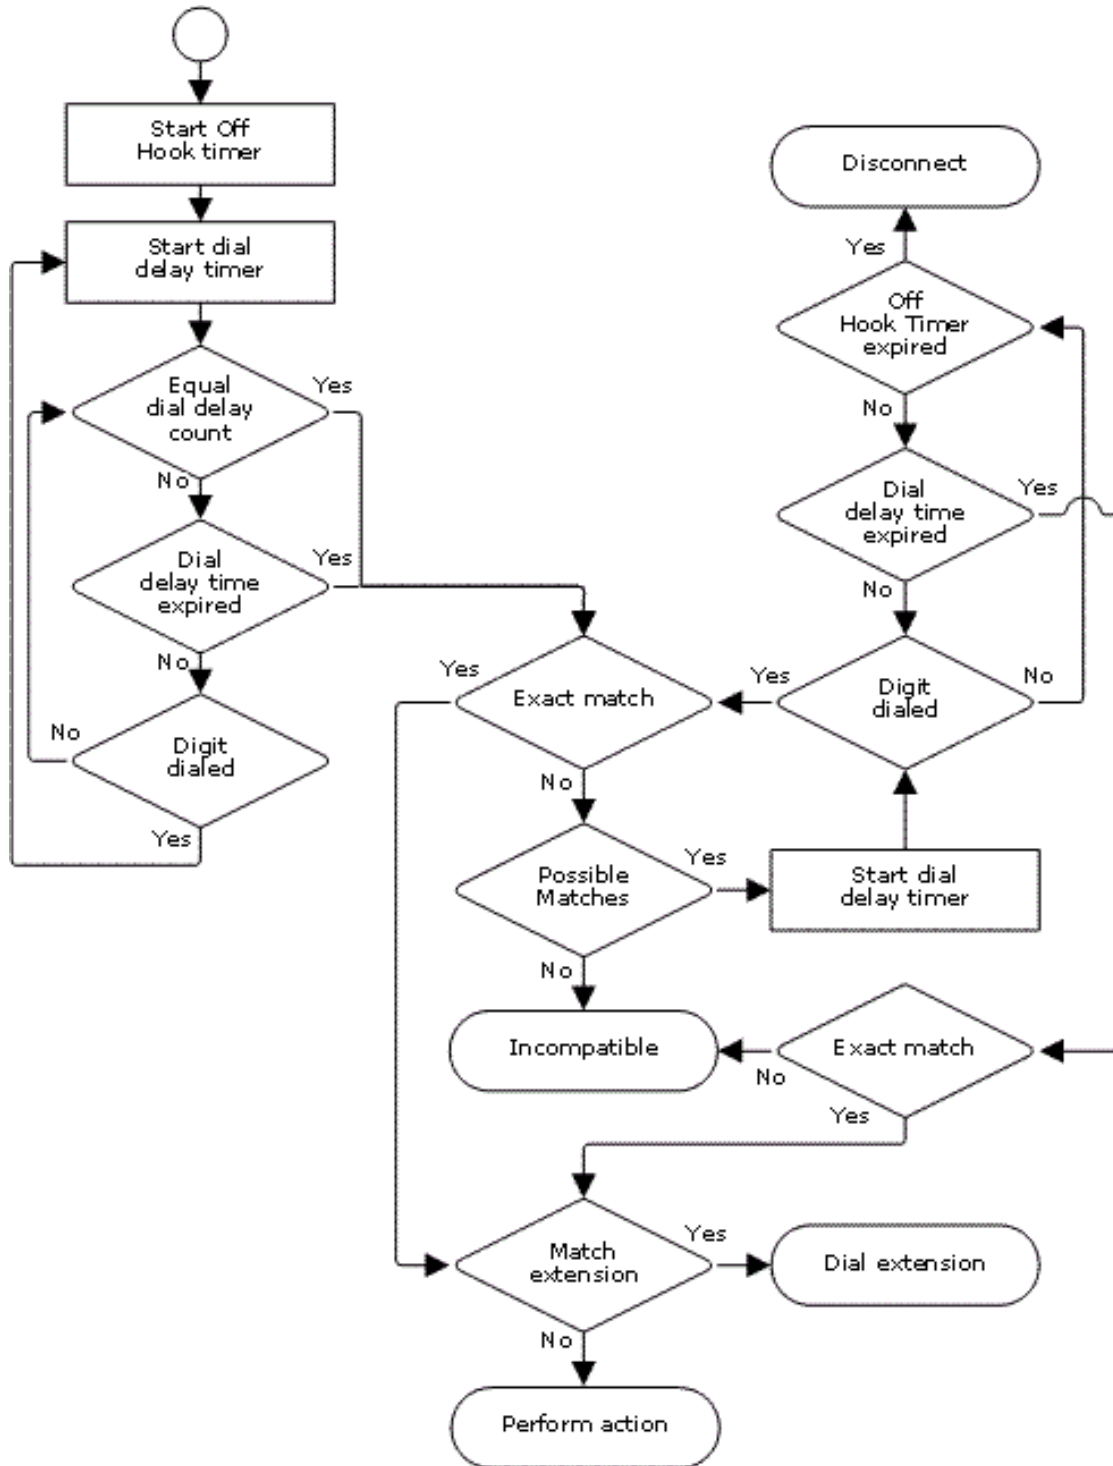 Start Off
Hook timer
Start dial
delay timer
Equal
dial delay
count
Yes
No
Dial
delay time
expired
Yes
No
Digit
dialed
No
Yes
Disconnect
Yes
Off
Hook Timer
expired
No
Dial
delay time
expired
Yes
No
Digit
dialed
Yes
No
Exact match
Yes
No
Possible
Matches
Yes
No
Start dial
delay timer
Incompatible
Exact match
No
Yes
Match
extension
Yes
No
Dial extension
Perform action